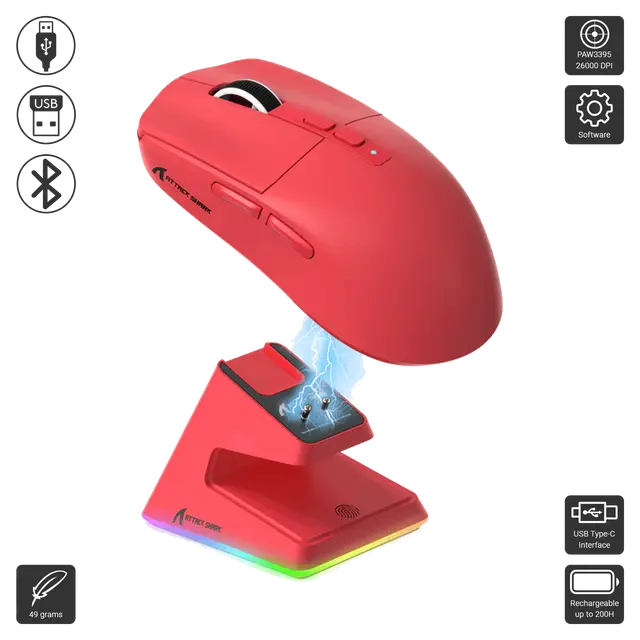 USB
PAW3395
26000 DPI
Software
ATTACK SHARK
ATTACK SHARK
USB Type-C
Interface
49 grams
Rechargeable
up to 200H